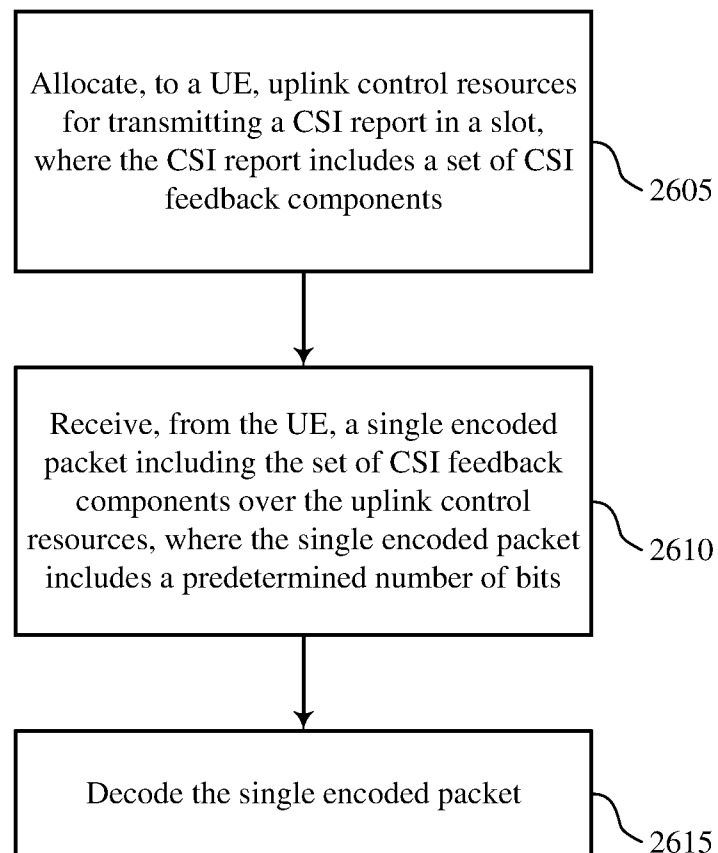 Allocate, to a UE, uplink control resources
for transmitting a CSI report in a slot,
where the CSI report includes a set of CSI
feedback components
2605
Receive, from the UE, a single encoded
packet including the set of CSI feedback
components over the uplink control
resources, where the single encoded packet
includes a predetermined number of bits
2610
Decode the single encoded packet
2615